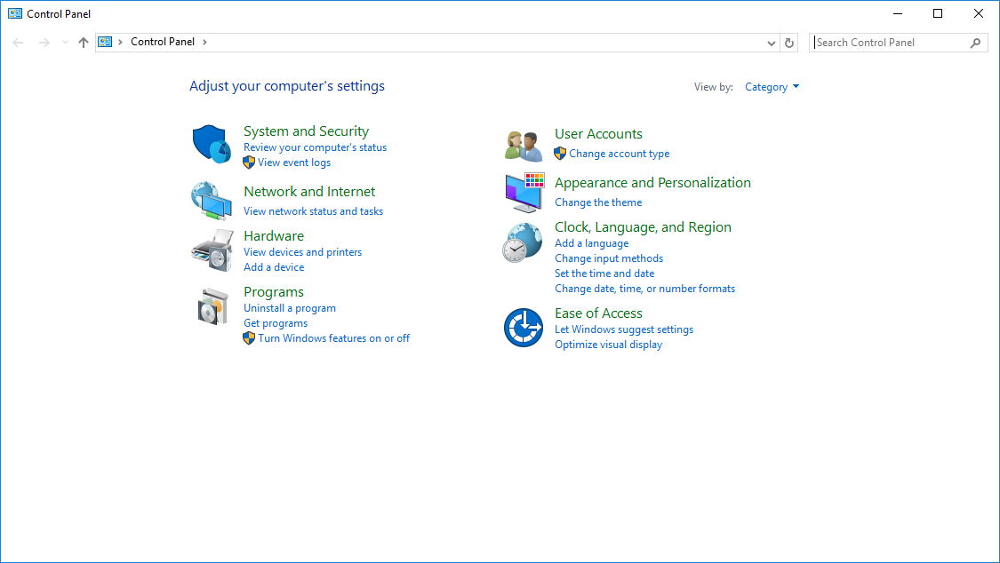 Control Panel
Control Panel
Search Control Panel
Adjust your computer's settings
View by: Category
System and Security
Review your computer's status
View event logs
Network and Internet
View network status and tasks
Hardware
View devices and printers
Add a device
Programs
Uninstall a program
Get programs
Turn Windows features on or off
User Accounts
Change account type
Appearance and Personalization
Change the theme
Clock, Language, and Region
Add a language
Change input methods
Set the time and date
Change date, time, or number formats
Ease of Access
Let Windows suggest settings
Optimize visual display